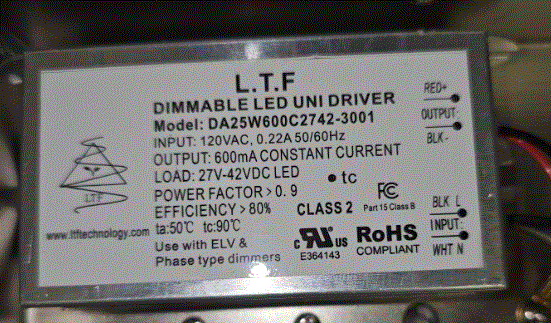 L.T.F
DIMMABLE LED UNI DRIVER
Model: DA25W600C2742-3001
INPUT: 120VAC, 0.22A 50/60Hz
OUTPUT: 600mA CONSTANT CURRENT
LOAD: 27V-42VDC LED
POWER FACTOR > 0.9
EFFICIENCY > 80%
ta:50℃ tc:90℃
Use with ELV &
Phase type dimmers
LTF
www.ltftechnology.com
• tc
CLASS 2
FC
Part 15 Class B
c RU US
E364143
RoHS
COMPLIANT
RED+
OUTPUT
BLK -
BLK L
INPUT:
WHT N